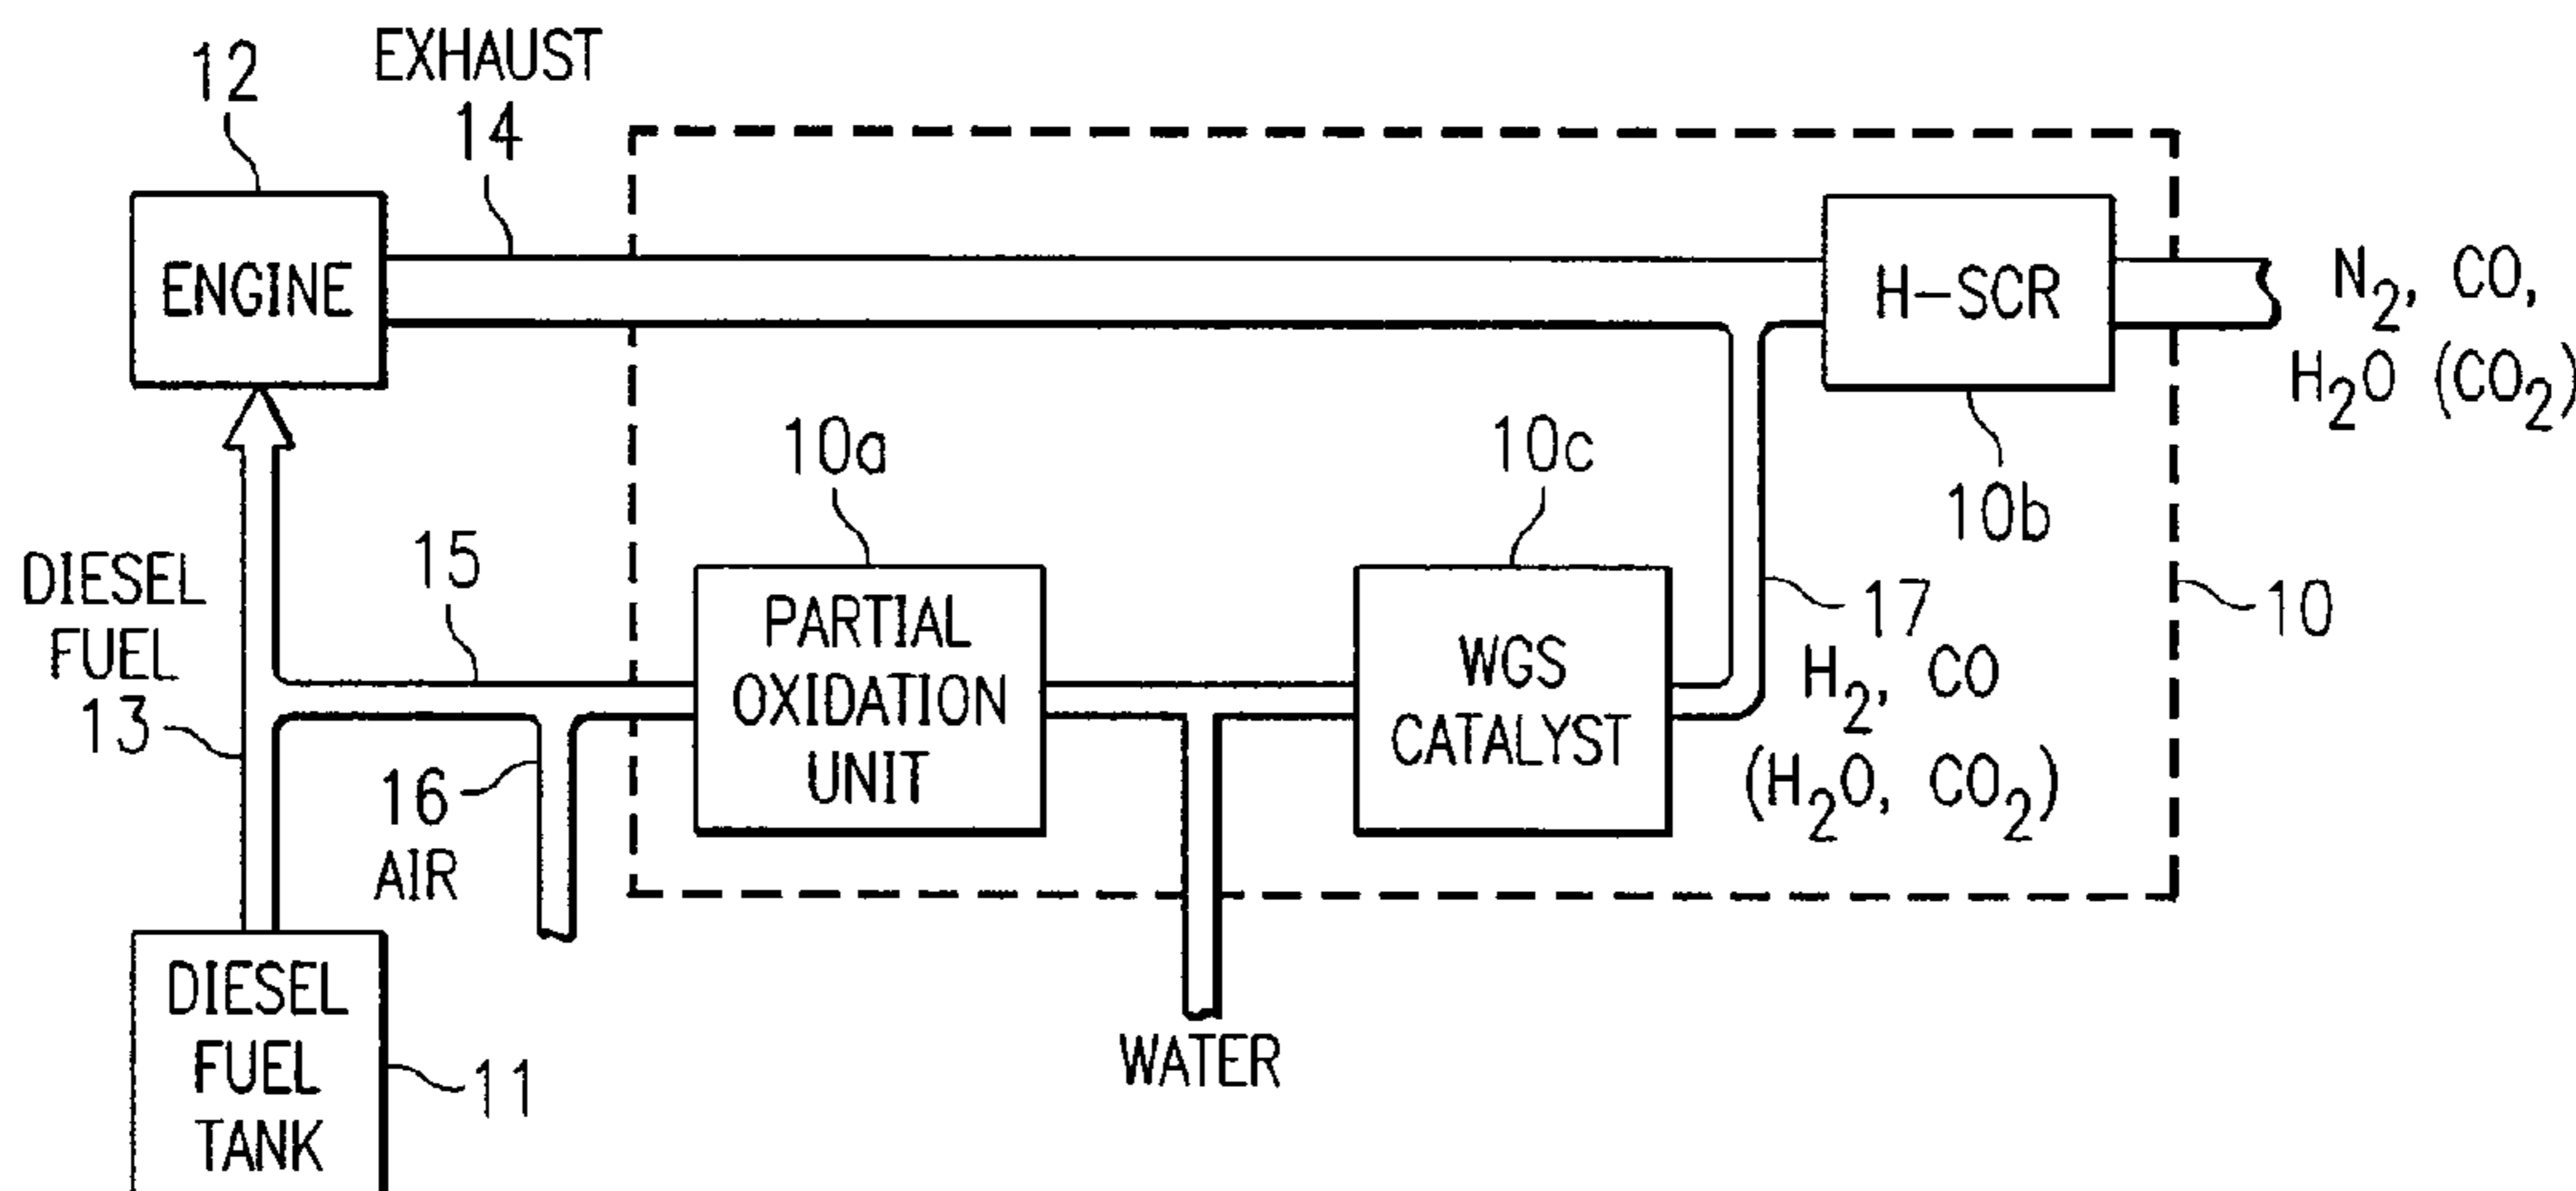 EXHAUST
12
14
ENGINE
H–SCR
N2, CO,
H2O (CO2)
10a
10c
10b
DIESEL
FUEL
13
15
PARTIAL
OXIDATION
UNIT
WGS
CATALYST
17
H2, CO
(H2O, CO2)
10
16
AIR
WATER
DIESEL
FUEL
TANK
11